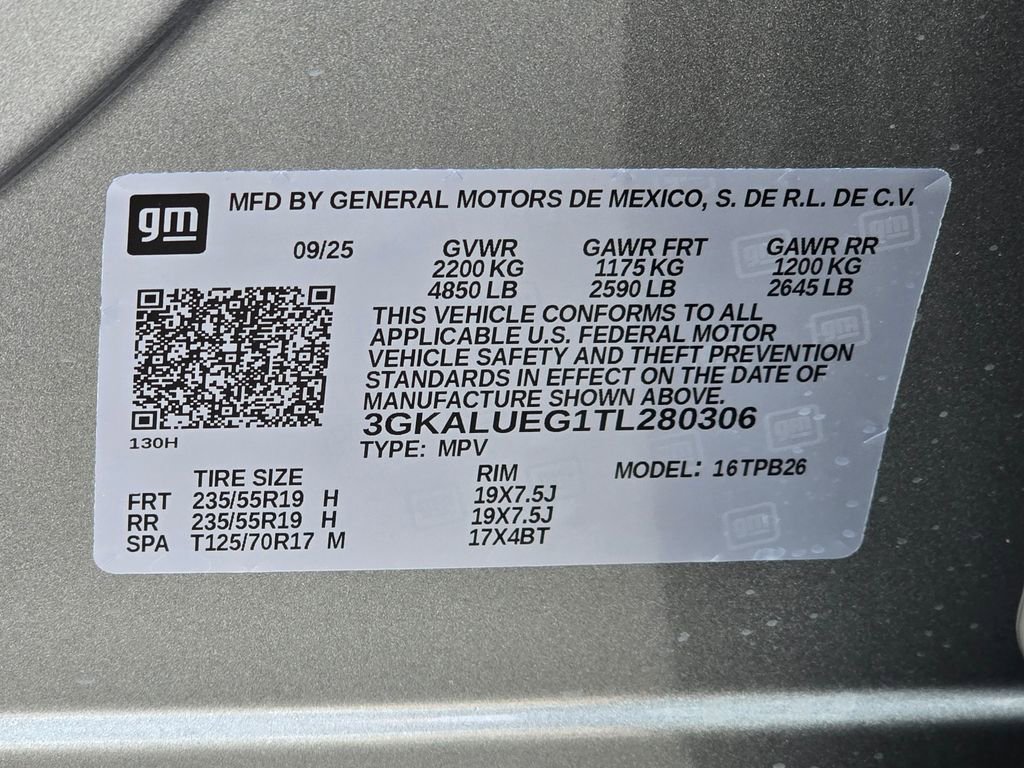 gm
MFD BY GENERAL MOTORS DE MEXICO, S. DE R.L. DE C.V.
09/25 GVWR GAWR FRT GAWR RR
2200 KG 1175 KG 1200 KG
4850 LB 2590 LB 2645 LB
THIS VEHICLE CONFORMS TO ALL
APPLICABLE U.S. FEDERAL MOTOR
VEHICLE SAFETY AND THEFT PREVENTION
STANDARDS IN EFFECT ON THE DATE OF
MANUFACTURE SHOWN ABOVE.
3GKALUEG1TL280306
130H
TYPE: MPV
TIRE SIZE RIM MODEL: 16TPB26
FRT 235/55R19 H 19X7.5J
RR 235/55R19 H 19X7.5J
SPA T125/70R17 M 17X4BT